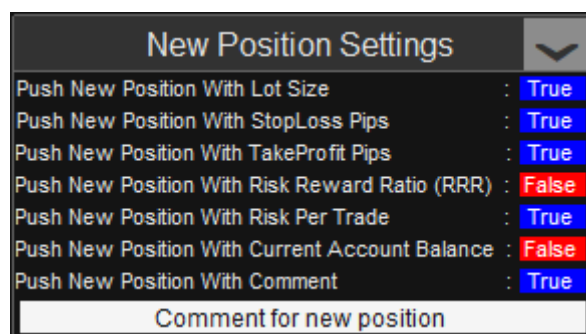 New Position Settings
Push New Position With Lot Size : True
Push New Position With StopLoss Pips : True
Push New Position With TakeProfit Pips : True
Push New Position With Risk Reward Ratio (RRR) : False
Push New Position With Risk Per Trade : True
Push New Position With Current Account Balance : False
Push New Position With Comment : True
Comment for new position